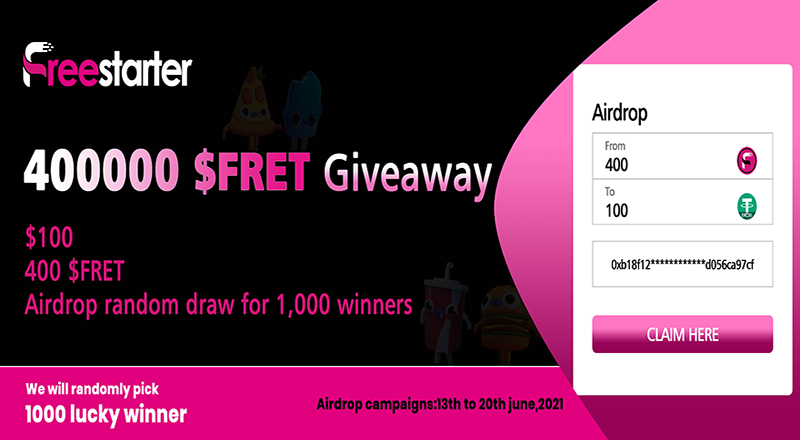 Freestarter
400000 $FRET Giveaway
$100
400 $FRET
Airdrop random draw for 1,000 winners
We will randomly pick
1000 lucky winner
Airdrop campaigns:13th to 20th june,2021
Airdrop
From
400
To
100
0xb18f12************d056ca97cf
CLAIM HERE